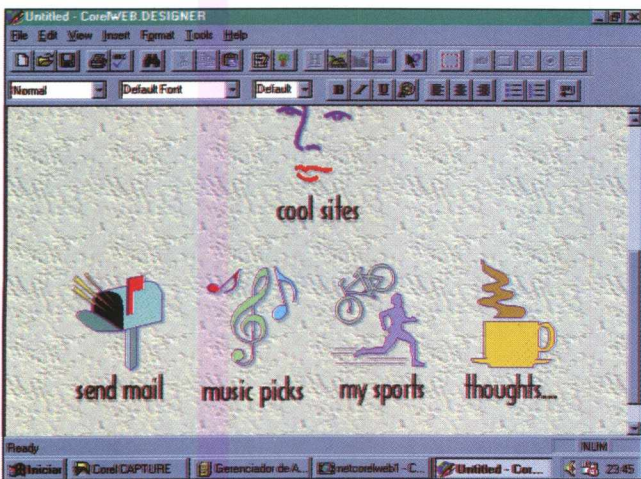 Untitled - CorelWEB.DESIGNER
File Edit View Insert Format Tools Help
Normal Default Font Default B I U
cool sites
send mail music picks my sports thoughts...
Ready NUM
Iniciar Corel CAPTURE Gerenciador de A... netcorelweb1 - C... Untitled - Cor... 23:45